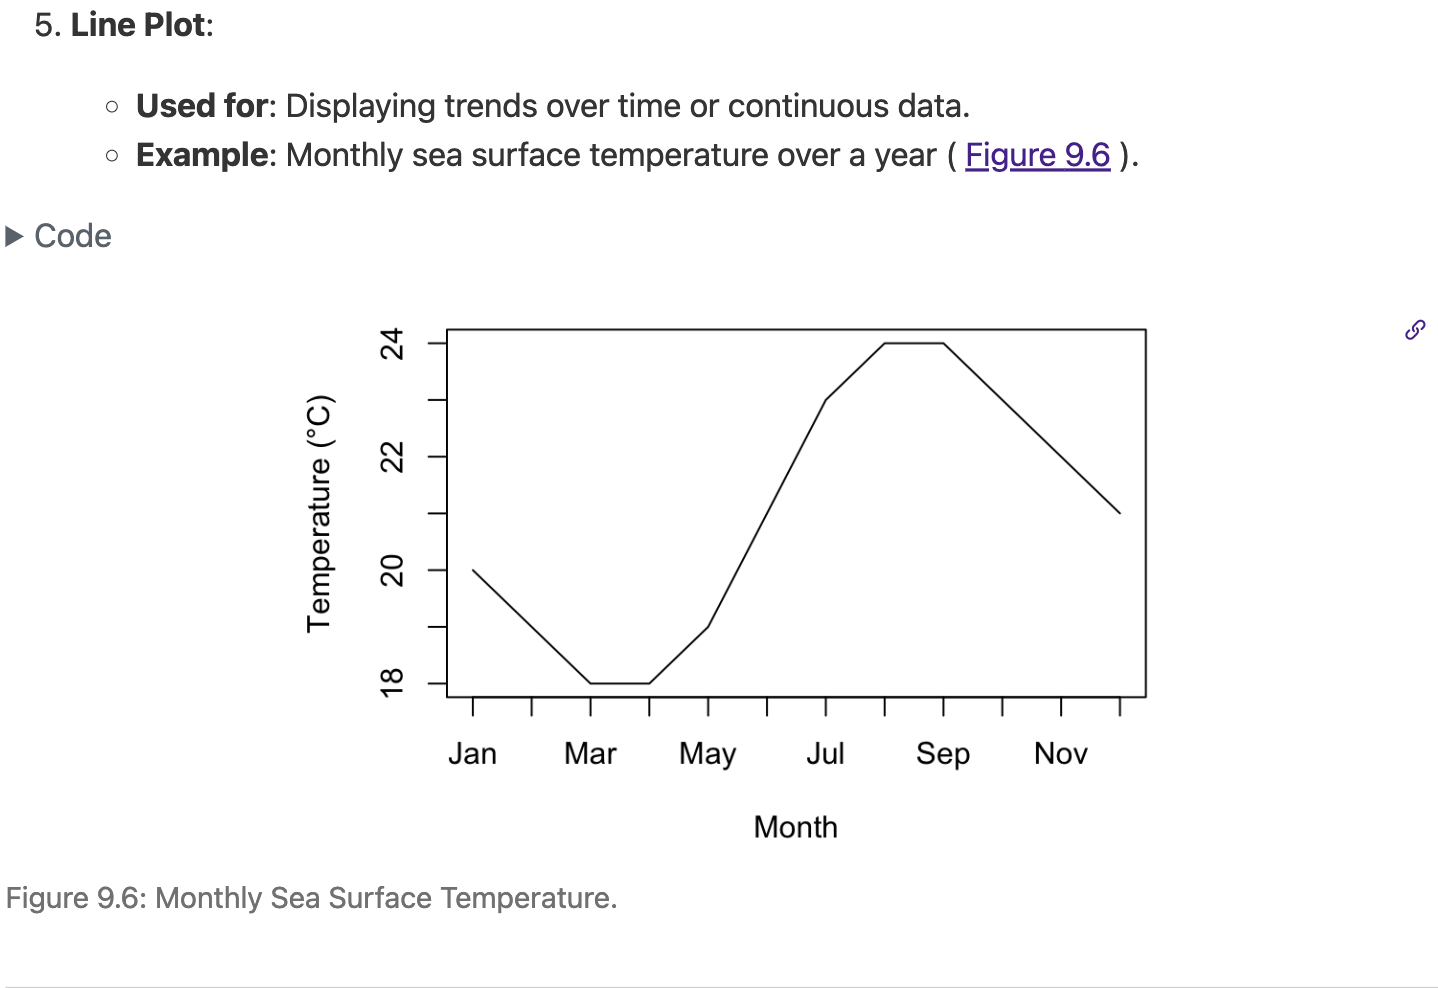 5. Line Plot:
Used for: Displaying trends over time or continuous data.
Example: Monthly sea surface temperature over a year ( Figure 9.6 ).
Code
24
22
20
18
Temperature (°C)
Jan Mar May Jul Sep Nov
Month
Figure 9.6: Monthly Sea Surface Temperature.